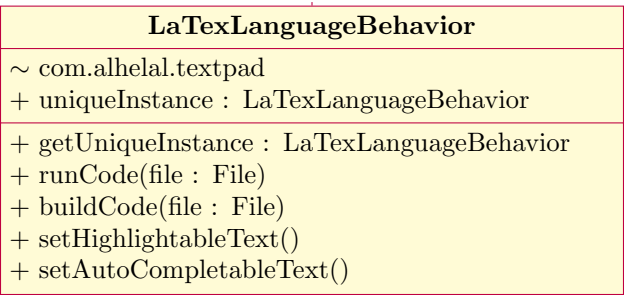 LaTexLanguageBehavior
∼ com.alhelal.textpad
+ uniqueInstance : LaTexLanguageBehavior
+ getUniqueInstance : LaTexLanguageBehavior
+ runCode(file : File)
+ buildCode(file : File)
+ setHighlightableText()
+ setAutoCompletableText()